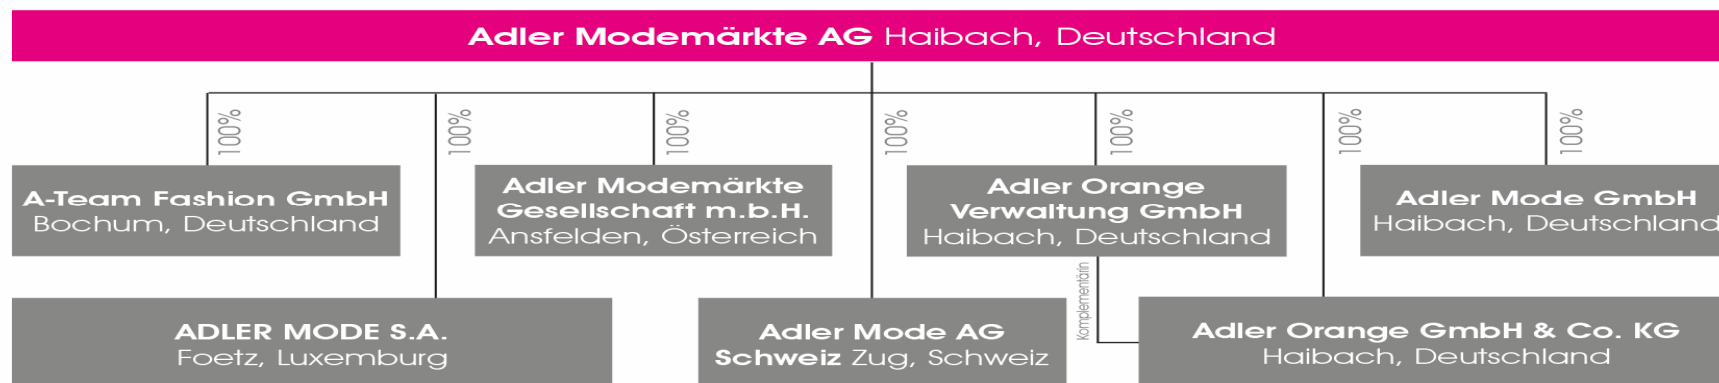 Adler Modemärkte AG Haibach, Deutschland
100%
100%
100%
100%
100%
100%
100%
A-Team Fashion GmbH
Bochum, Deutschland
Adler Modemärkte
Gesellschaft m.b.H.
Ansfelden, Österreich
Adler Orange
Verwaltung GmbH
Haibach, Deutschland
Adler Mode GmbH
Haibach, Deutschland
Komplementärin
ADLER MODE S.A.
Foetz, Luxemburg
Adler Mode AG
Schweiz Zug, Schweiz
Adler Orange GmbH & Co. KG
Haibach, Deutschland